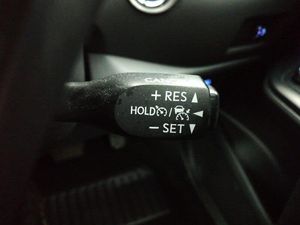 + RES ▲
HOLD / ◄
− SET ▼